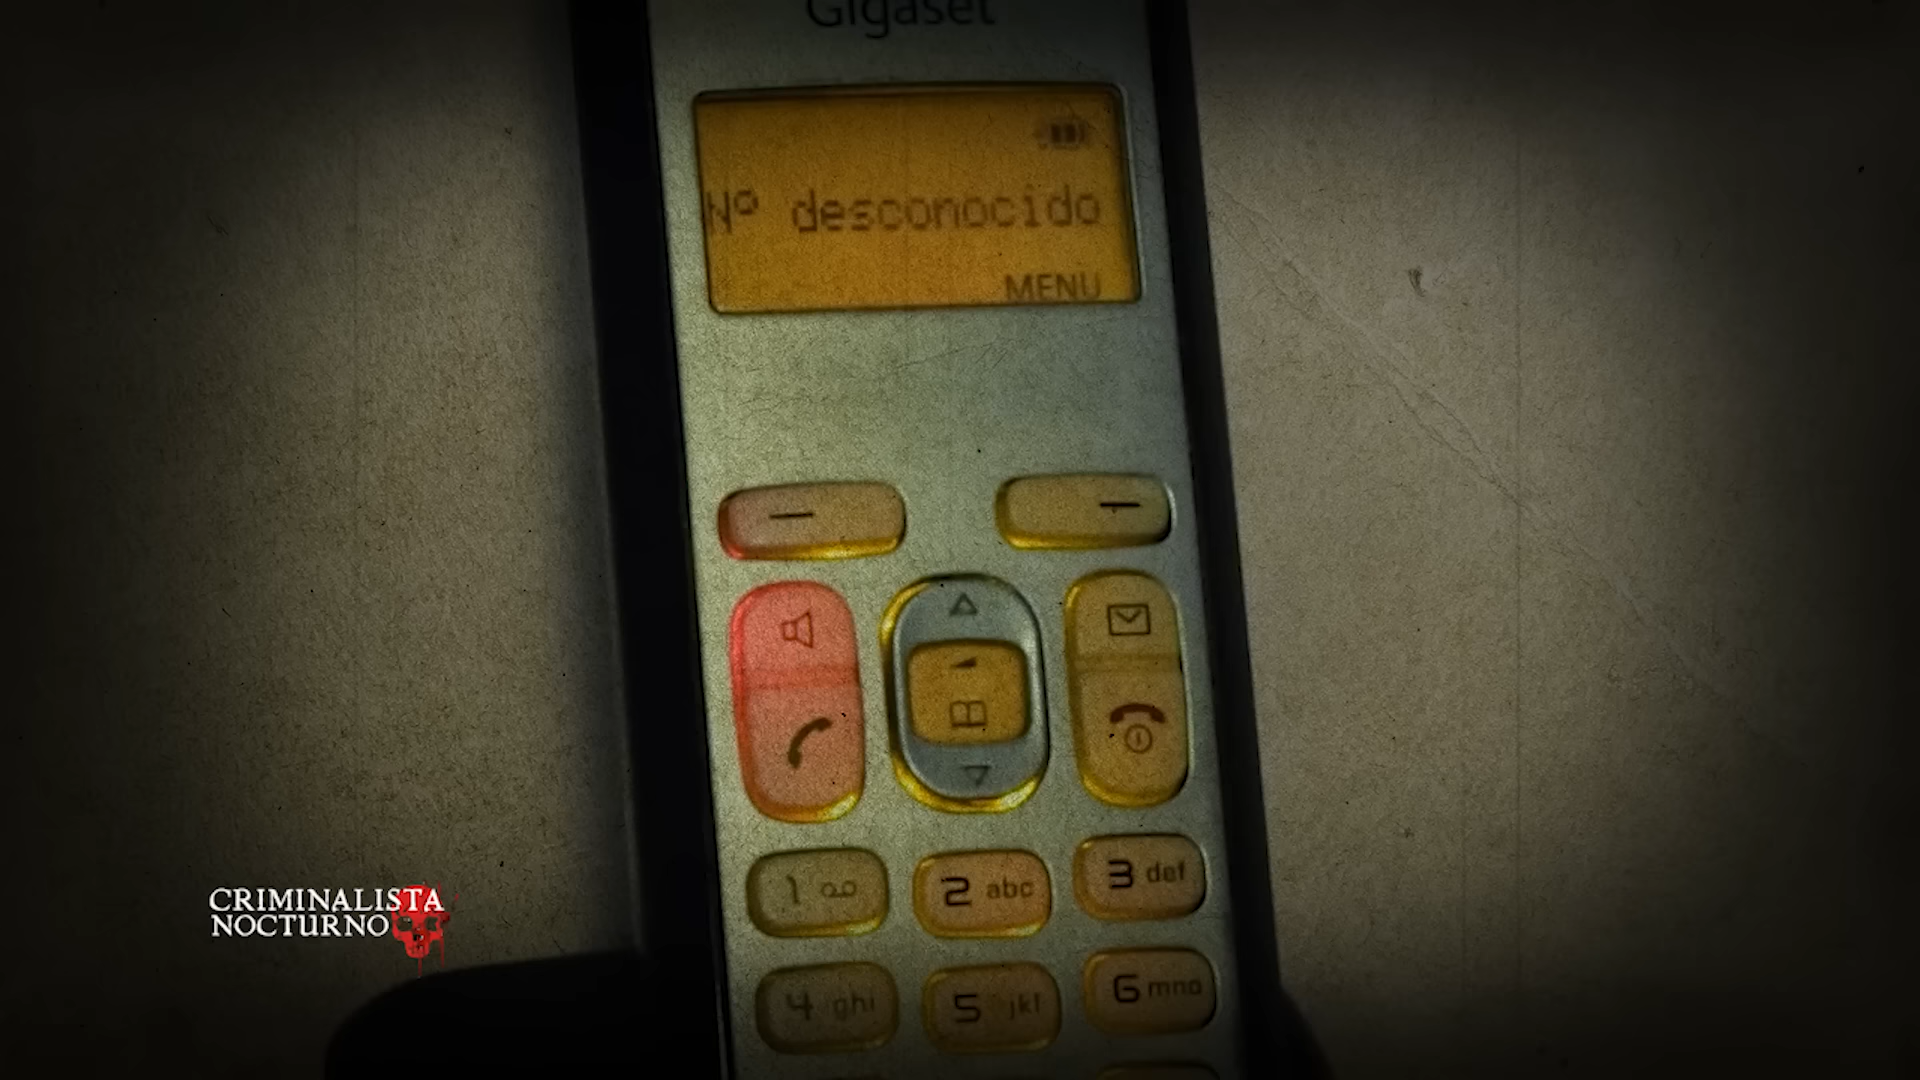 Gigaset
Nº desconocido
MENU
1
2 abc
3 def
4 ghi
5 jkl
6 mno
CRIMINALISTA
NOCTURNO